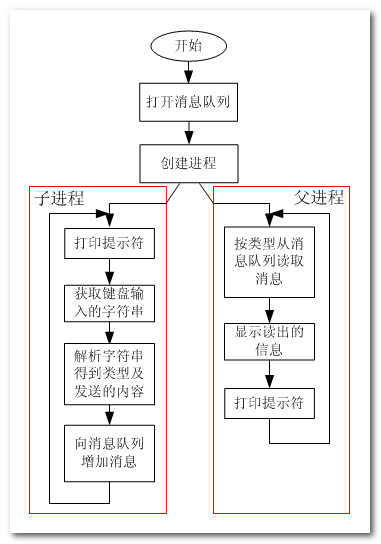 开始
打开消息队列
创建进程
子进程
打印提示符
获取键盘输
入的字符串
解析字符串
得到类型及
发送的内容
向消息队列
增加消息
父进程
按类型从消
息队列读取
消息
显示读出的
信息
打印提示符